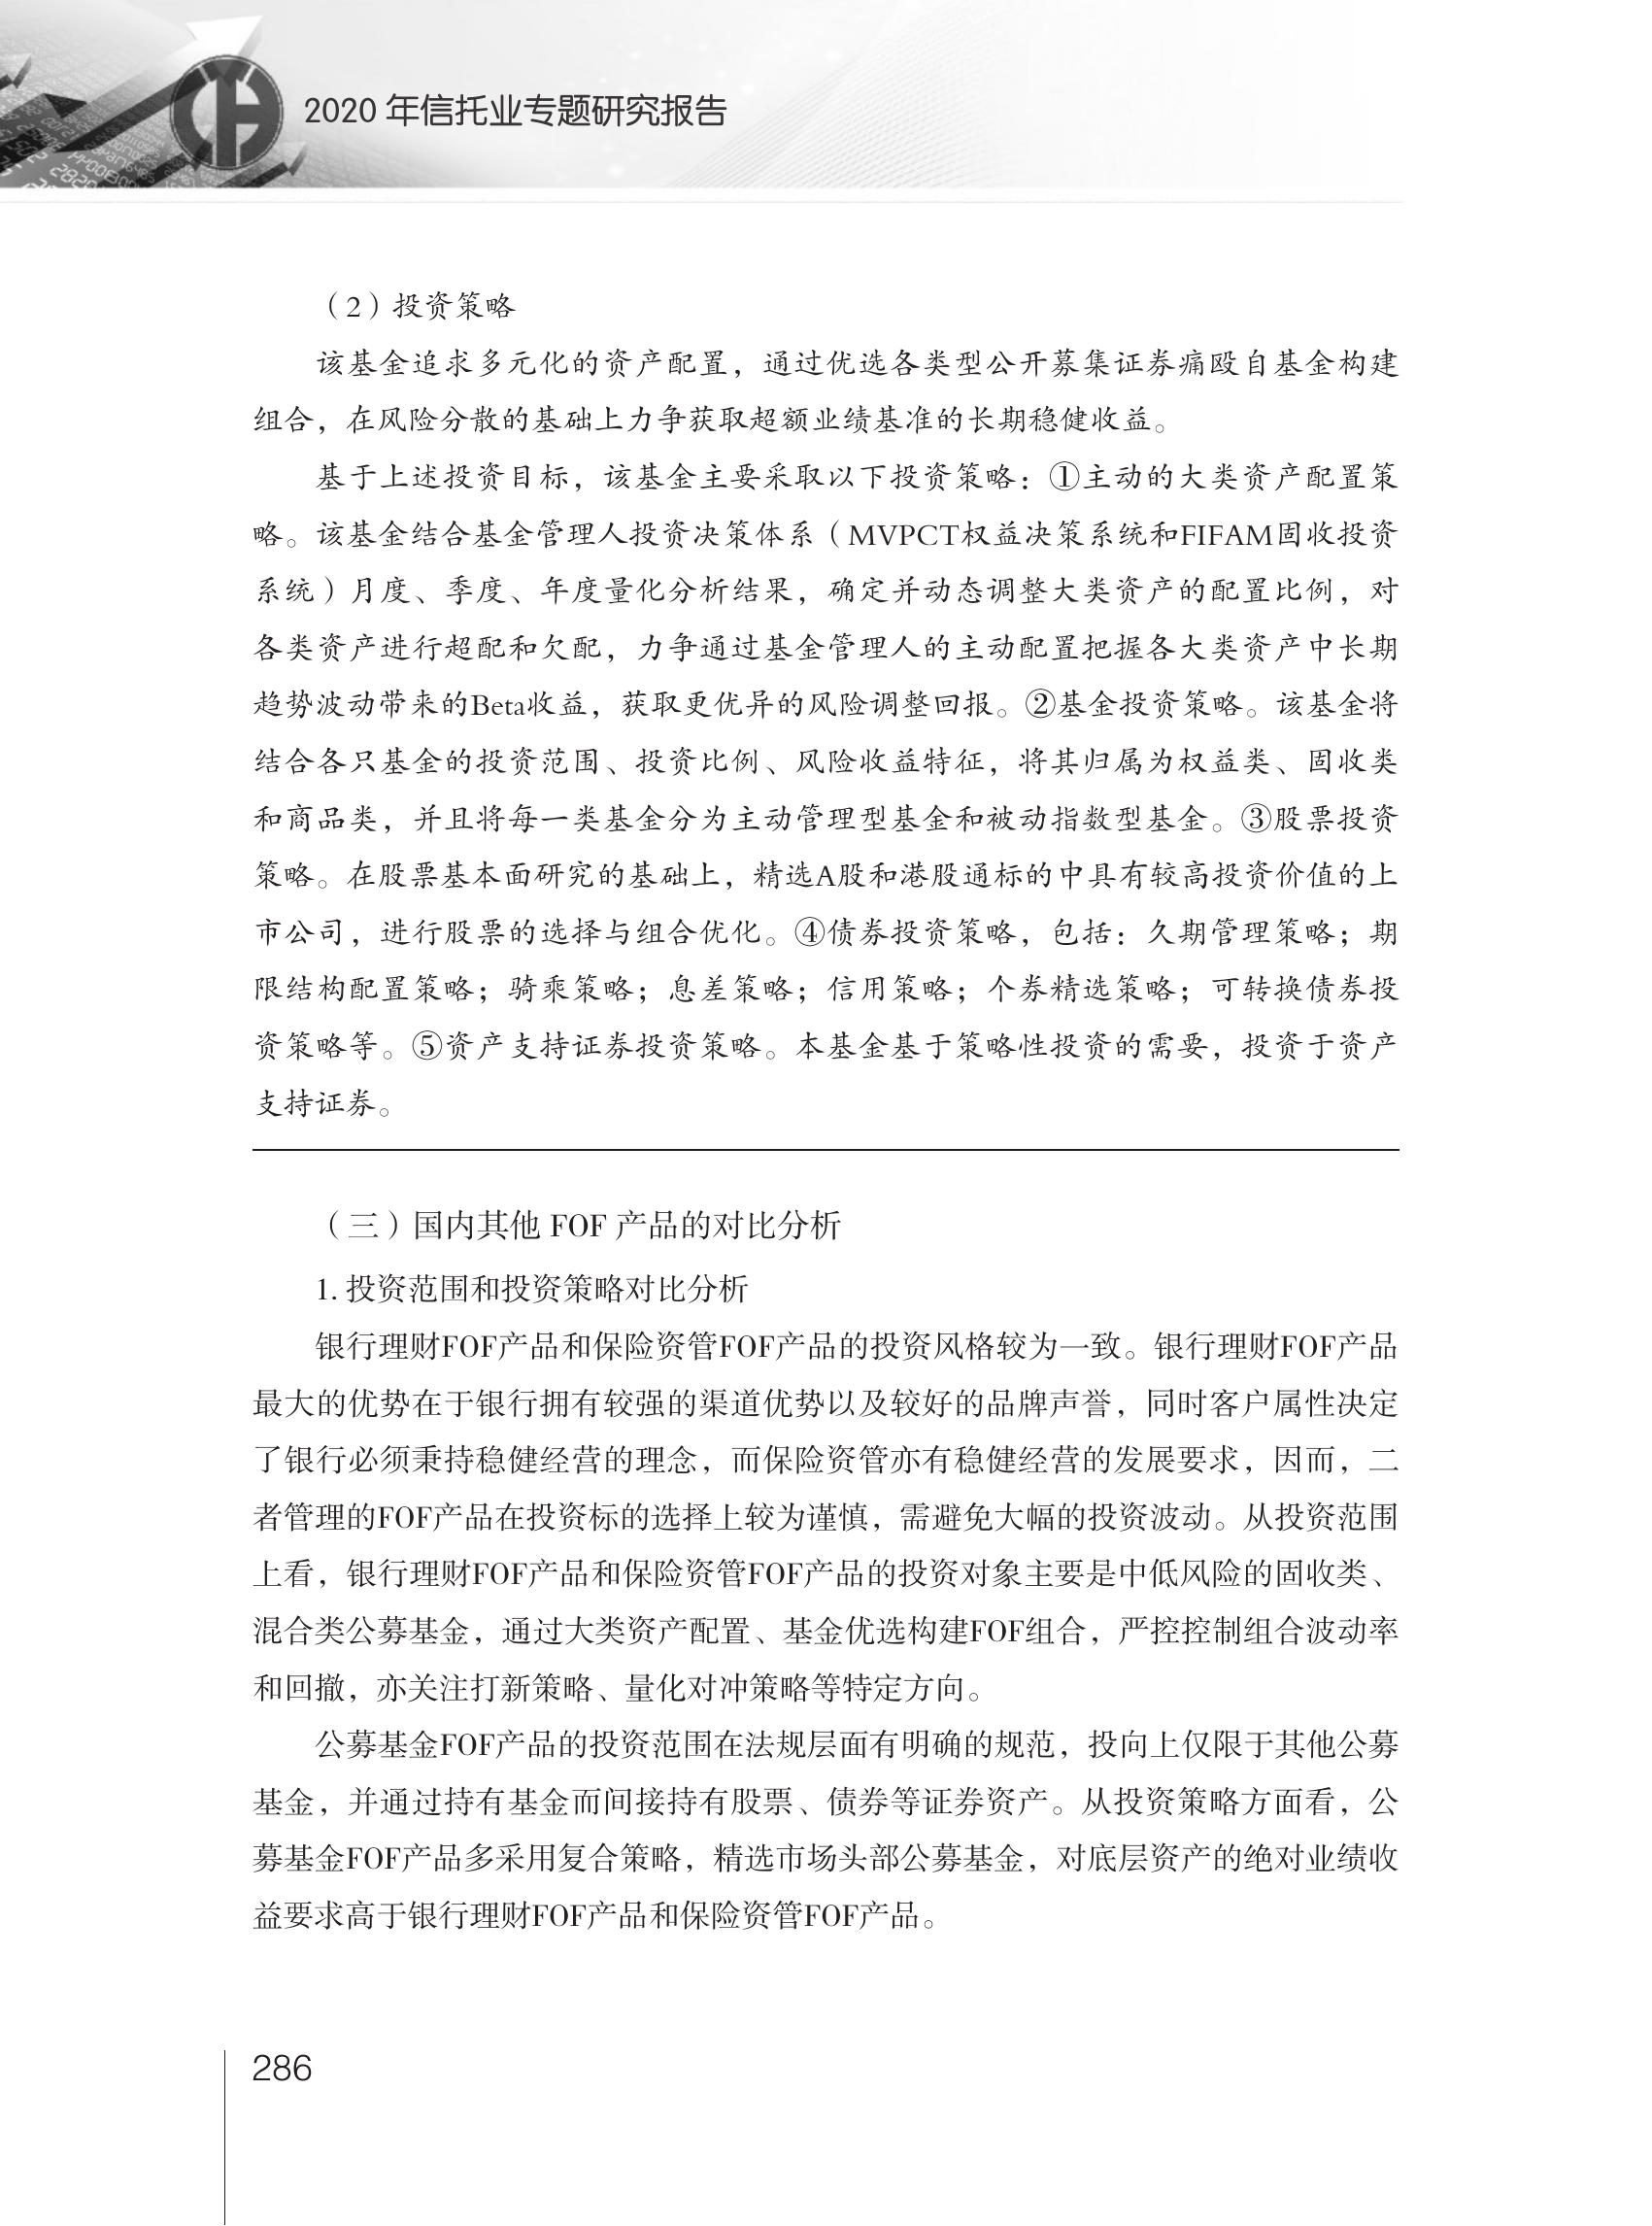 2020 年信托业专题研究报告
（2）投资策略
该基金追求多元化的资产配置，通过优选各类型公开募集证券痛殴自基金构建
组合，在风险分散的基础上力争获取超额业绩基准的长期稳健收益。
基于上述投资目标，该基金主要采取以下投资策略：①主动的大类资产配置策
略。该基金结合基金管理人投资决策体系（MVPCT权益决策系统和FIFAM固收投资
系统）月度、季度、年度量化分析结果，确定并动态调整大类资产的配置比例，对
各类资产进行超配和欠配，力争通过基金管理人的主动配置把握各大类资产中长期
趋势波动带来的Beta收益，获取更优异的风险调整回报。②基金投资策略。该基金将
结合各只基金的投资范围、投资比例、风险收益特征，将其归属为权益类、固收类
和商品类，并且将每一类基金分为主动管理型基金和被动指数型基金。③股票投资
策略。在股票基本面研究的基础上，精选A股和港股通标的中具有较高投资价值的上
市公司，进行股票的选择与组合优化。④债券投资策略，包括：久期管理策略；期
限结构配置策略；骑乘策略；息差策略；信用策略；个券精选策略；可转换债券投
资策略等。⑤资产支持证券投资策略。本基金基于策略性投资的需要，投资于资产
支持证券。
（三）国内其他 FOF 产品的对比分析
1. 投资范围和投资策略对比分析
银行理财FOF产品和保险资管FOF产品的投资风格较为一致。银行理财FOF产品
最大的优势在于银行拥有较强的渠道优势以及较好的品牌声誉，同时客户属性决定
了银行必须秉持稳健经营的理念，而保险资管亦有稳健经营的发展要求，因而，二
者管理的FOF产品在投资标的选择上较为谨慎，需避免大幅的投资波动。从投资范围
上看，银行理财FOF产品和保险资管FOF产品的投资对象主要是中低风险的固收类、
混合类公募基金，通过大类资产配置、基金优选构建FOF组合，严控控制组合波动率
和回撤，亦关注打新策略、量化对冲策略等特定方向。
公募基金FOF产品的投资范围在法规层面有明确的规范，投向上仅限于其他公募
基金，并通过持有基金而间接持有股票、债券等证券资产。从投资策略方面看，公
募基金FOF产品多采用复合策略，精选市场头部公募基金，对底层资产的绝对业绩收
益要求高于银行理财FOF产品和保险资管FOF产品。
286